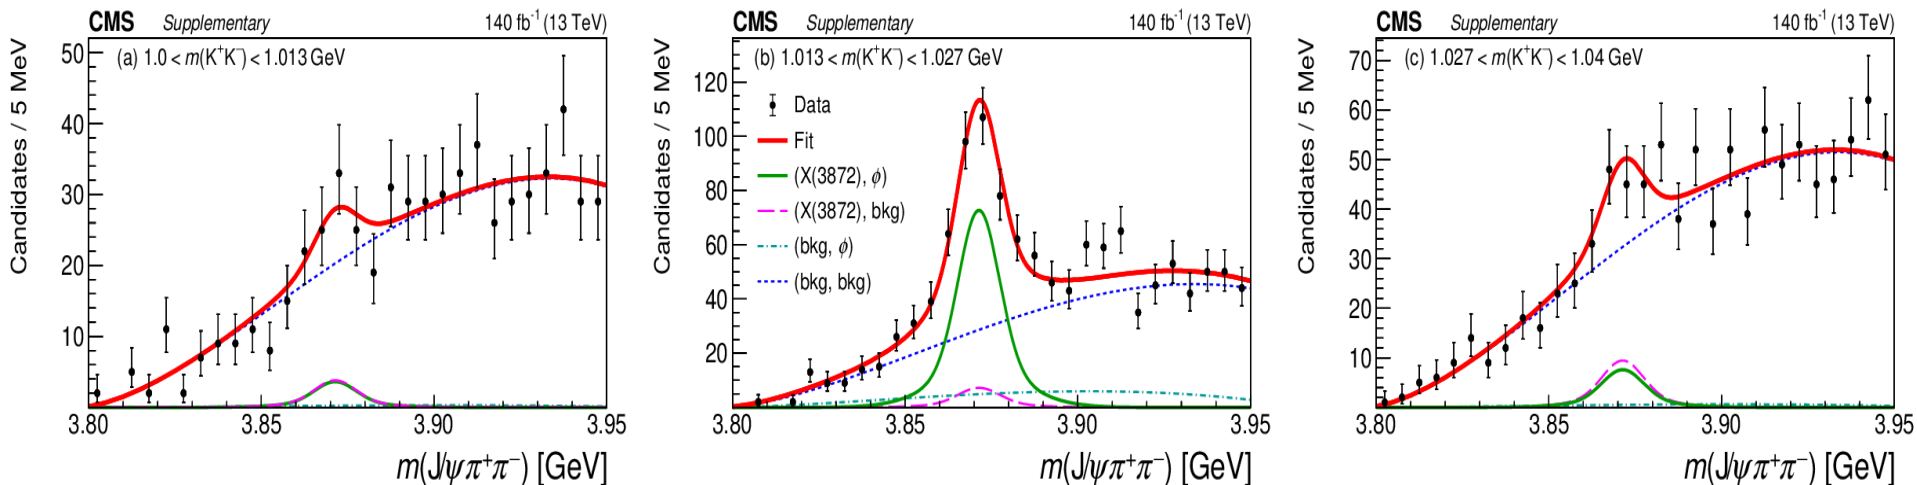 CMS Supplementary 140 fb⁻¹ (13 TeV)
(a) 1.0 < m(K⁺K⁻) < 1.013 GeV
Candidates / 5 MeV
50
40
30
20
10
3.80 3.85 3.90 3.95
m(J/ψπ⁺π⁻) [GeV]
CMS Supplementary 140 fb⁻¹ (13 TeV)
(b) 1.013 < m(K⁺K⁻) < 1.027 GeV
Candidates / 5 MeV
120
100
80
60
40
20
Data
Fit
(X(3872), ϕ)
(X(3872), bkg)
(bkg, ϕ)
(bkg, bkg)
3.80 3.85 3.90 3.95
m(J/ψπ⁺π⁻) [GeV]
CMS Supplementary 140 fb⁻¹ (13 TeV)
(c) 1.027 < m(K⁺K⁻) < 1.04 GeV
Candidates / 5 MeV
70
60
50
40
30
20
10
3.80 3.85 3.90 3.95
m(J/ψπ⁺π⁻) [GeV]